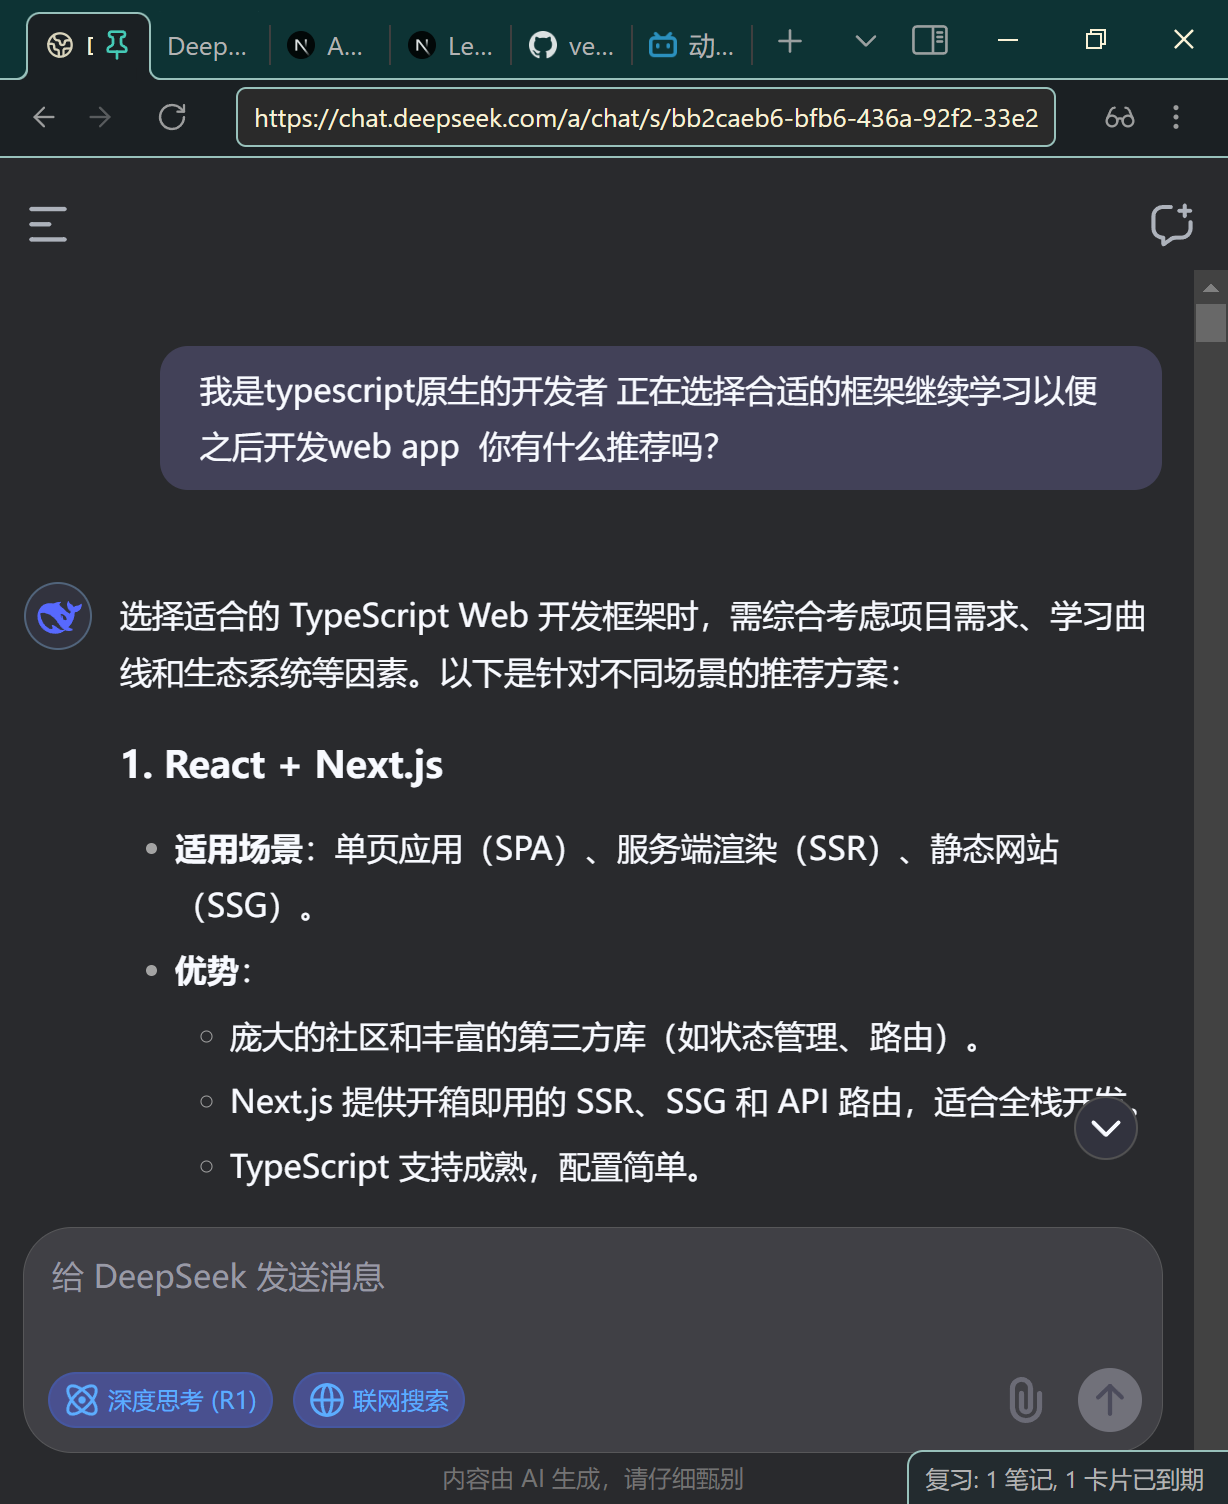 Deep...
A...
Le...
ve...
动...
https://chat.deepseek.com/a/chat/s/bb2caeb6-bfb6-436a-92f2-33e2
我是typescript原生的开发者 正在选择合适的框架继续学习以便
之后开发web app  你有什么推荐吗？
选择适合的 TypeScript Web 开发框架时，需综合考虑项目需求、学习曲
线和生态系统等因素。以下是针对不同场景的推荐方案：
1. React + Next.js
适用场景：单页应用（SPA）、服务端渲染（SSR）、静态网站
（SSG）。
优势：
庞大的社区和丰富的第三方库（如状态管理、路由）。
Next.js 提供开箱即用的 SSR、SSG 和 API 路由，适合全栈开发。
TypeScript 支持成熟，配置简单。
给 DeepSeek 发送消息
深度思考 (R1)
联网搜索
内容由 AI 生成，请仔细甄别
复习: 1 笔记, 1 卡片已到期